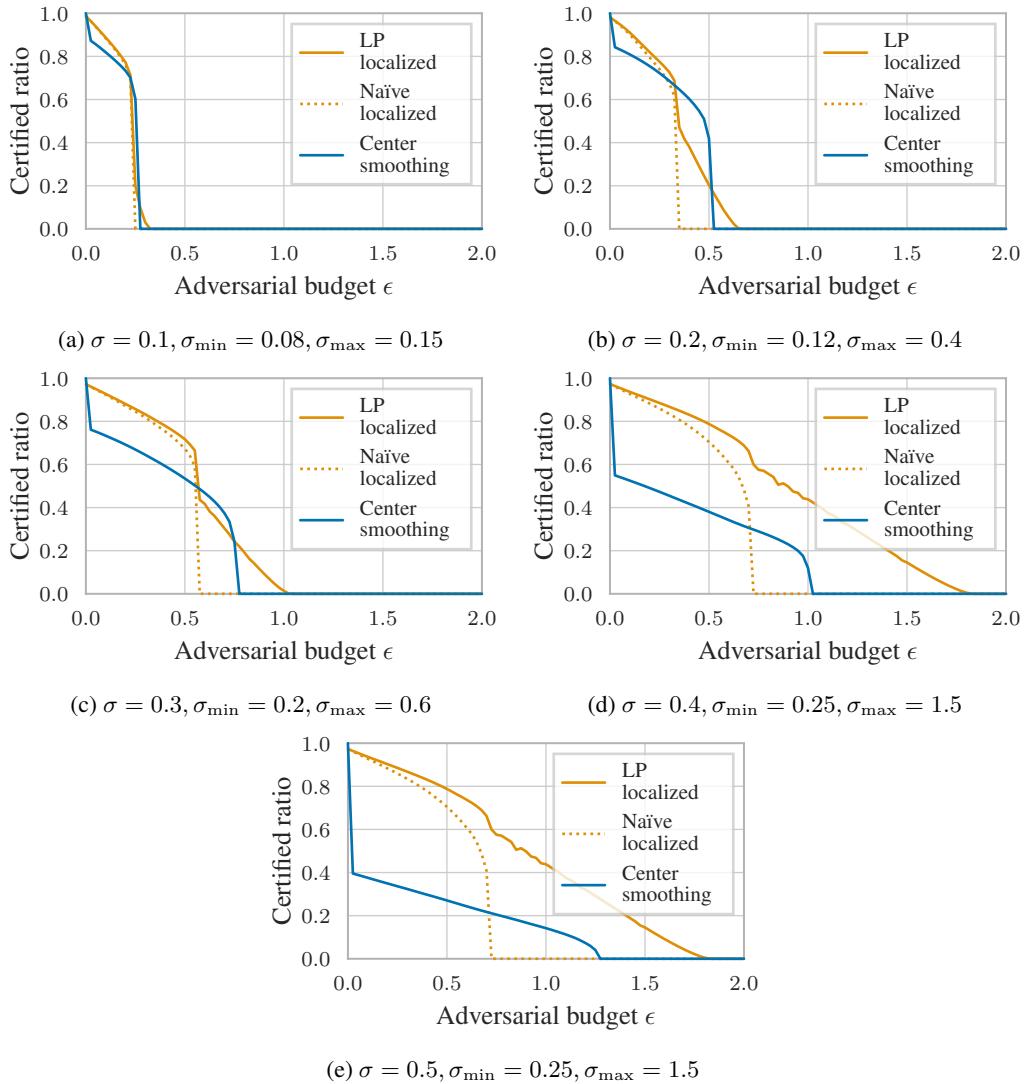 1.0
0.8
0.6
0.4
0.2
0.0
Certified ratio
LP
localized
Naïve
localized
Center
smoothing
0.0 0.5 1.0 1.5 2.0
Adversarial budget ϵ
(a) σ = 0.1, σmin = 0.08, σmax = 0.15
1.0
0.8
0.6
0.4
0.2
0.0
Certified ratio
LP
localized
Naïve
localized
Center
smoothing
0.0 0.5 1.0 1.5 2.0
Adversarial budget ϵ
(b) σ = 0.2, σmin = 0.12, σmax = 0.4
1.0
0.8
0.6
0.4
0.2
0.0
Certified ratio
LP
localized
Naïve
localized
Center
smoothing
0.0 0.5 1.0 1.5 2.0
Adversarial budget ϵ
(c) σ = 0.3, σmin = 0.2, σmax = 0.6
1.0
0.8
0.6
0.4
0.2
0.0
Certified ratio
LP
localized
Naïve
localized
Center
smoothing
0.0 0.5 1.0 1.5 2.0
Adversarial budget ϵ
(d) σ = 0.4, σmin = 0.25, σmax = 1.5
1.0
0.8
0.6
0.4
0.2
0.0
Certified ratio
LP
localized
Naïve
localized
Center
smoothing
0.0 0.5 1.0 1.5 2.0
Adversarial budget ϵ
(e) σ = 0.5, σmin = 0.25, σmax = 1.5